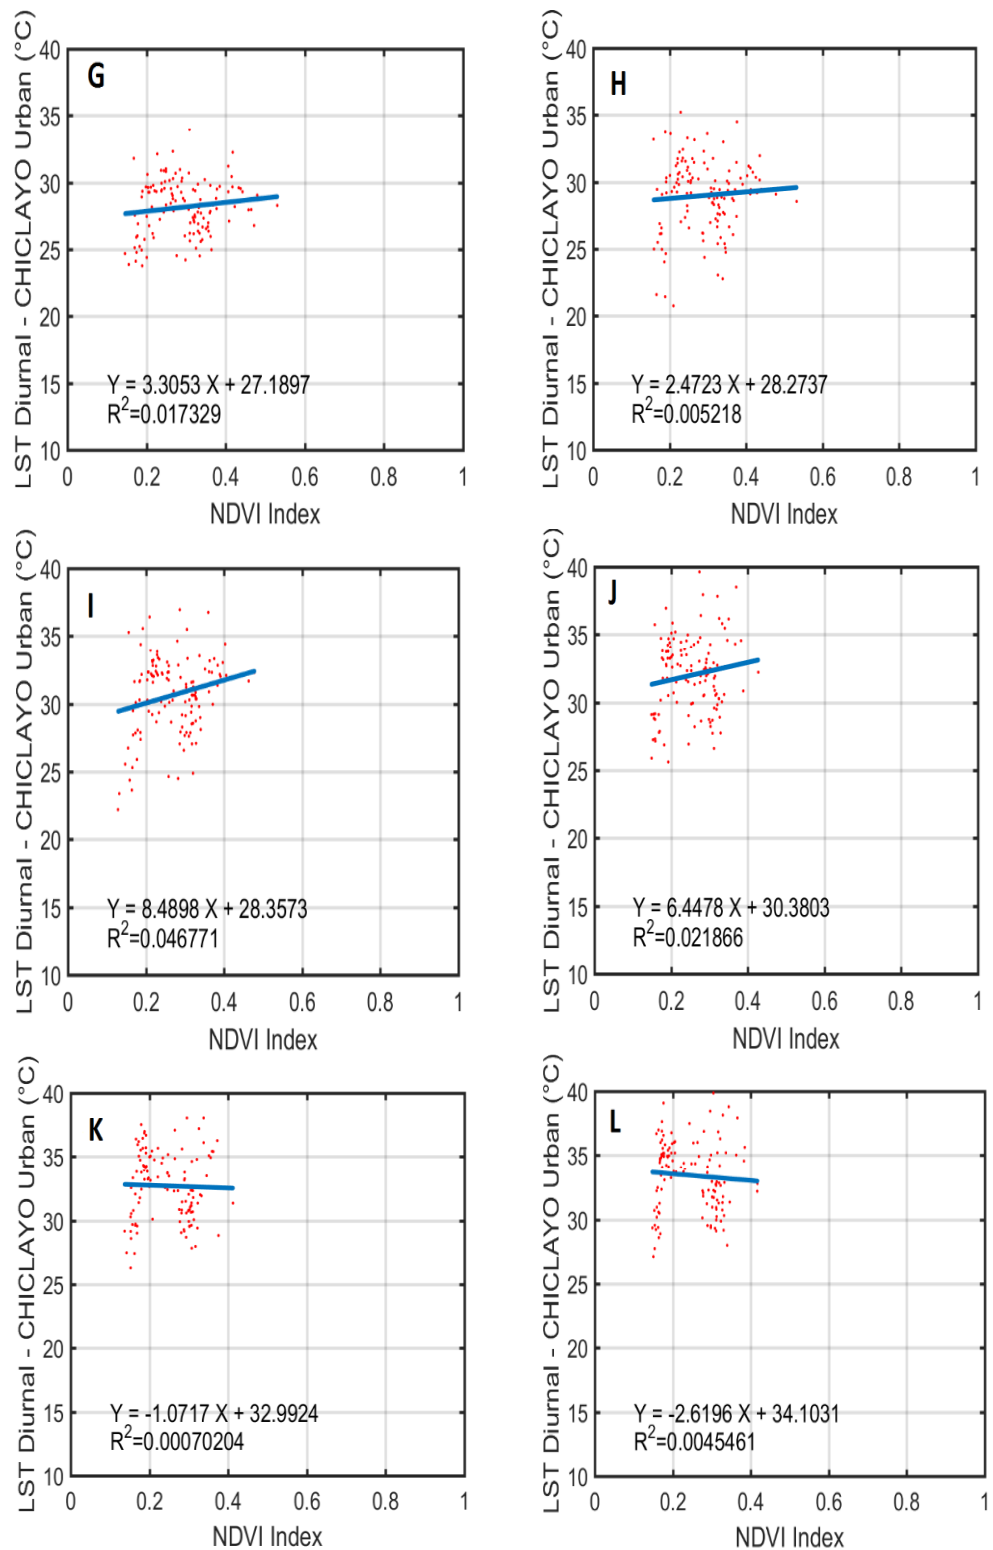 LST Diurnal - CHICLAYO Urban (°C)
40
35
30
25
20
15
10
G
Y = 3.3053 X + 27.1897
R²=0.017329
0 0.2 0.4 0.6 0.8 1
NDVI Index
LST Diurnal - CHICLAYO Urban (°C)
40
35
30
25
20
15
10
H
Y = 2.4723 X + 28.2737
R²=0.005218
0 0.2 0.4 0.6 0.8 1
NDVI Index
LST Diurnal - CHICLAYO Urban (°C)
40
35
30
25
20
15
10
I
Y = 8.4898 X + 28.3573
R²=0.046771
0 0.2 0.4 0.6 0.8 1
NDVI Index
LST Diurnal - CHICLAYO Urban (°C)
40
35
30
25
20
15
10
J
Y = 6.4478 X + 30.3803
R²=0.021866
0 0.2 0.4 0.6 0.8 1
NDVI Index
LST Diurnal - CHICLAYO Urban (°C)
40
35
30
25
20
15
10
K
Y = -1.0717 X + 32.9924
R²=0.00070204
0 0.2 0.4 0.6 0.8 1
NDVI Index
LST Diurnal - CHICLAYO Urban (°C)
40
35
30
25
20
15
10
L
Y = -2.6196 X + 34.1031
R²=0.0045461
0 0.2 0.4 0.6 0.8 1
NDVI Index